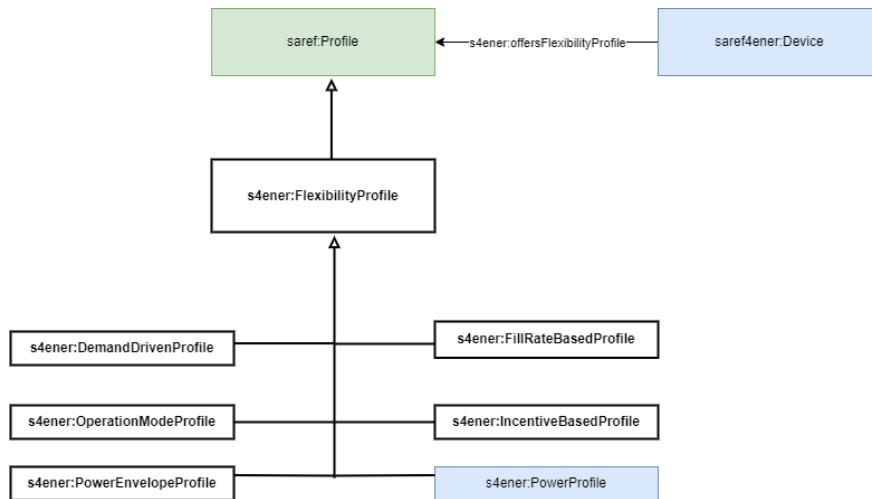 saref:Profile
s4ener:offersFlexibilityProfile
saref4ener:Device
s4ener:FlexibilityProfile
s4ener:DemandDrivenProfile
s4ener:FillRateBasedProfile
s4ener:OperationModeProfile
s4ener:IncentiveBasedProfile
s4ener:PowerEnvelopeProfile
s4ener:PowerProfile